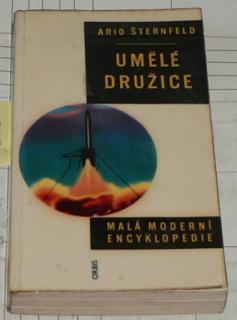 ARIO ŠTERNFELD
UMĚLÉ
DRUŽICE
MALÁ MODERNÍ
ENCYKLOPEDIE
ORBIS